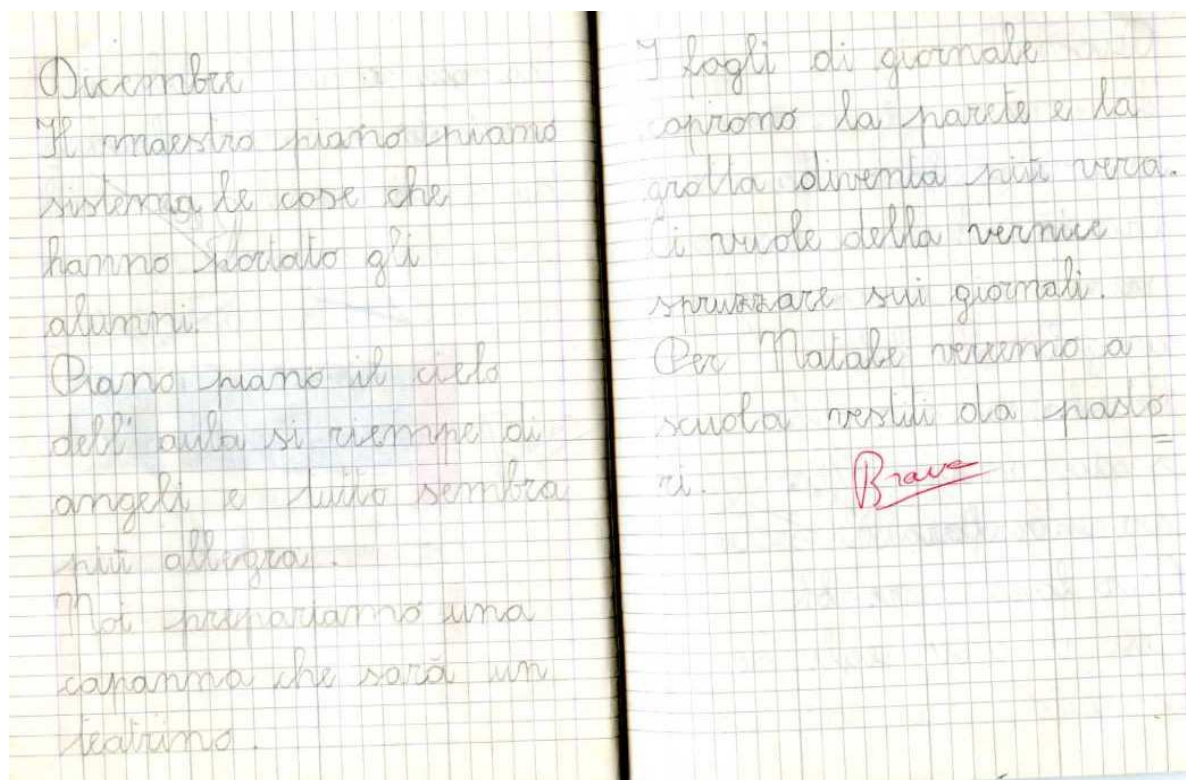 Dicembre
Il maestro piano piano
sistema le cose che
hanno portato gli
alunni.
Piano piano il cielo
dell'aula si riempe di
angeli tutto sembra
più allegra.
Noi prepariamo una
capanna che sarà un
teatrino.
I fogli di giornale
coprono la parete e la
grotta diventa più vera.
Ci vuole della vernice
spruzzare sui giornali.
Per Natale verremo a
scuola vestiti da pasto
ri. Brava